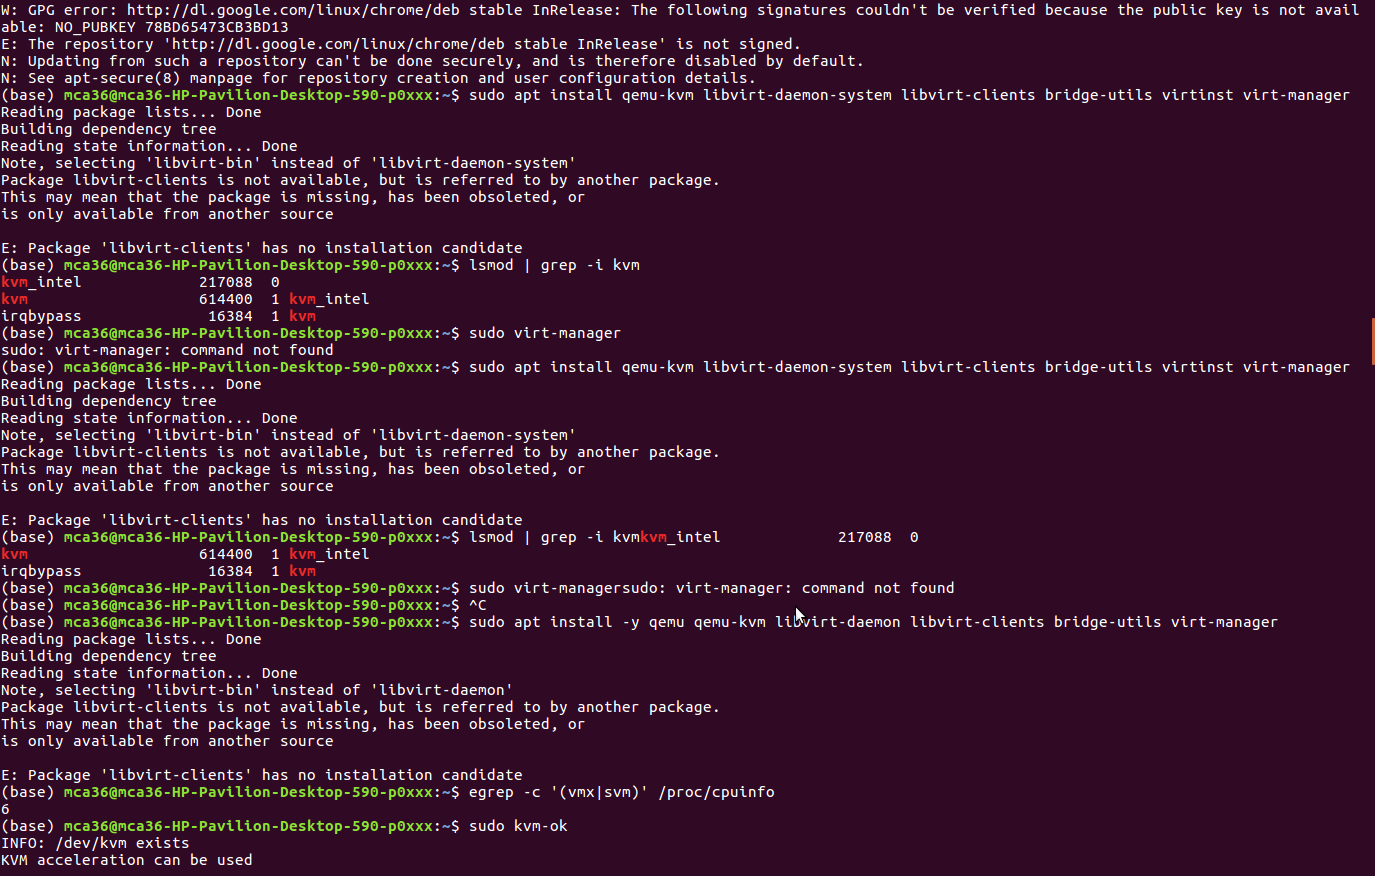 W: GPG error: http://dl.google.com/linux/chrome/deb stable InRelease: The following signatures couldn't be verified because the public key is not avail
able: NO_PUBKEY 78BD65473CB3BD13
E: The repository 'http://dl.google.com/linux/chrome/deb stable InRelease' is not signed.
N: Updating from such a repository can't be done securely, and is therefore disabled by default.
N: See apt-secure(8) manpage for repository creation and user configuration details.
(base) mca36@mca36-HP-Pavilion-Desktop-590-p0xxx:~$ sudo apt install qemu-kvm libvirt-daemon-system libvirt-clients bridge-utils virtinst virt-manager
Reading package lists... Done
Building dependency tree
Reading state information... Done
Note, selecting 'libvirt-bin' instead of 'libvirt-daemon-system'
Package libvirt-clients is not available, but is referred to by another package.
This may mean that the package is missing, has been obsoleted, or
is only available from another source

E: Package 'libvirt-clients' has no installation candidate
(base) mca36@mca36-HP-Pavilion-Desktop-590-p0xxx:~$ lsmod | grep -i kvm
kvm_intel             217088  0
kvm                   614400  1 kvm_intel
irqbypass              16384  1 kvm
(base) mca36@mca36-HP-Pavilion-Desktop-590-p0xxx:~$ sudo virt-manager
sudo: virt-manager: command not found
(base) mca36@mca36-HP-Pavilion-Desktop-590-p0xxx:~$ sudo apt install qemu-kvm libvirt-daemon-system libvirt-clients bridge-utils virtinst virt-manager
Reading package lists... Done
Building dependency tree
Reading state information... Done
Note, selecting 'libvirt-bin' instead of 'libvirt-daemon-system'
Package libvirt-clients is not available, but is referred to by another package.
This may mean that the package is missing, has been obsoleted, or
is only available from another source

E: Package 'libvirt-clients' has no installation candidate
(base) mca36@mca36-HP-Pavilion-Desktop-590-p0xxx:~$ lsmod | grep -i kvmkvm_intel             217088  0
kvm                   614400  1 kvm_intel
irqbypass              16384  1 kvm
(base) mca36@mca36-HP-Pavilion-Desktop-590-p0xxx:~$ sudo virt-managersudo: virt-manager: command not found
(base) mca36@mca36-HP-Pavilion-Desktop-590-p0xxx:~$ ^C
(base) mca36@mca36-HP-Pavilion-Desktop-590-p0xxx:~$ sudo apt install -y qemu qemu-kvm libvirt-daemon libvirt-clients bridge-utils virt-manager
Reading package lists... Done
Building dependency tree
Reading state information... Done
Note, selecting 'libvirt-bin' instead of 'libvirt-daemon'
Package libvirt-clients is not available, but is referred to by another package.
This may mean that the package is missing, has been obsoleted, or
is only available from another source

E: Package 'libvirt-clients' has no installation candidate
(base) mca36@mca36-HP-Pavilion-Desktop-590-p0xxx:~$ egrep -c '(vmx|svm)' /proc/cpuinfo
6
(base) mca36@mca36-HP-Pavilion-Desktop-590-p0xxx:~$ sudo kvm-ok
INFO: /dev/kvm exists
KVM acceleration can be used